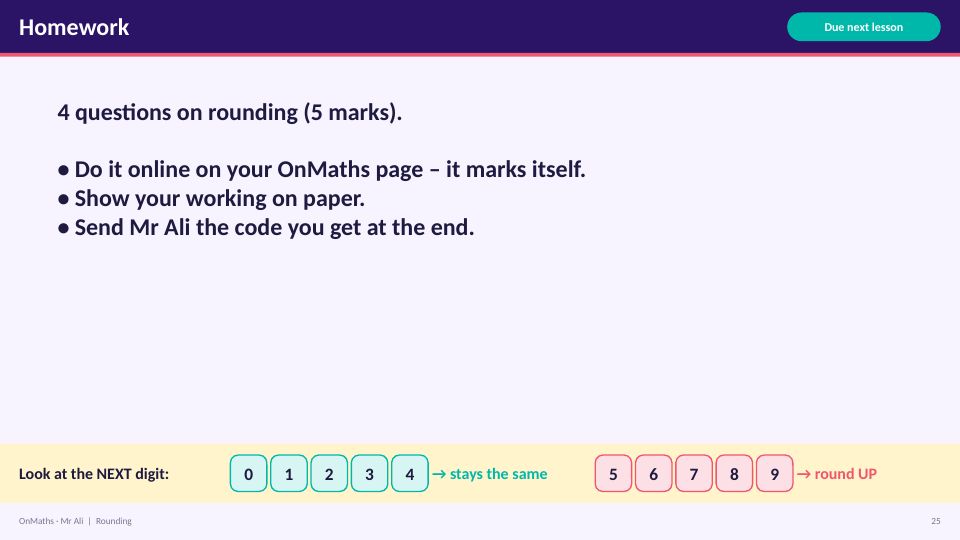 Homework
Due next lesson
4 questions on rounding (5 marks).
● Do it online on your OnMaths page – it marks itself.
● Show your working on paper.
● Send Mr Ali the code you get at the end.
Look at the NEXT digit: 0 1 2 3 4 → stays the same 5 6 7 8 9 → round UP
OnMaths - Mr Ali | Rounding 25